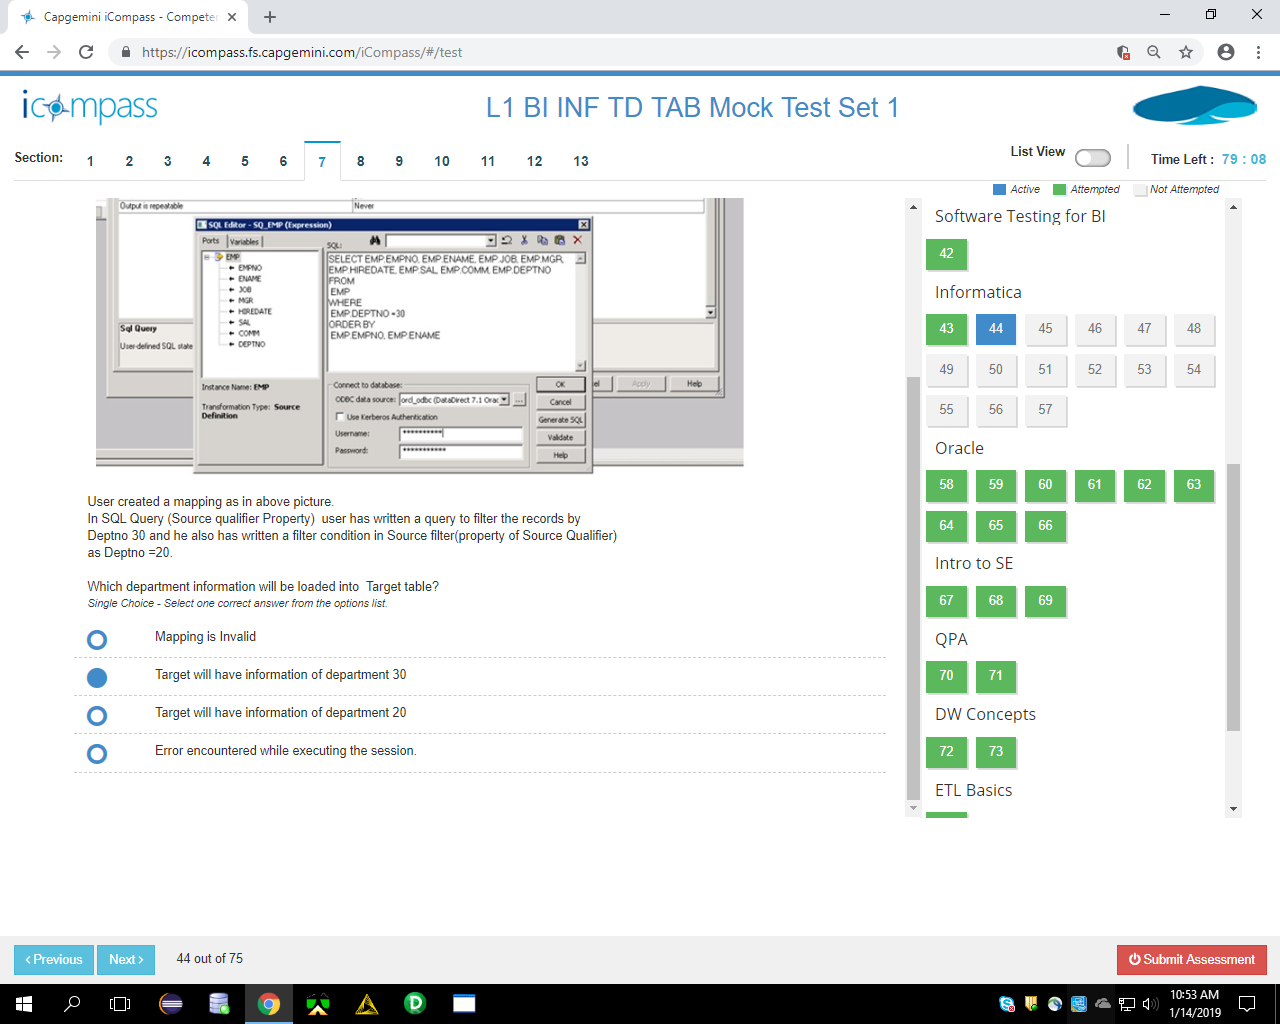 Capgemini iCompass - Competen
https://icompass.fs.capgemini.com/iCompass/#/test
icompass
L1 BI INF TD TAB Mock Test Set 1
Section: 1 2 3 4 5 6 7 8 9 10 11 12 13
List View
Time Left : 79 : 08
Active Attempted Not Attempted
Output is repeatable Never
SQL Editor - SQ_EMP (Expression)
Ports Variables
SQL:
EMP
EMPNO
ENAME
JOB
MGR
HIREDATE
SAL
COMM
DEPTNO
SELECT EMP.EMPNO, EMP.ENAME, EMP.JOB, EMP.MGR,
EMP.HIREDATE, EMP.SAL, EMP.COMM, EMP.DEPTNO
FROM
EMP
WHERE
EMP.DEPTNO =30
ORDER BY
EMP.EMPNO, EMP.ENAME
Sql Query
User-defined SQL state
Instance Name: EMP
Transformation Type: Source
Definition
Connect to database:
ODBC data source: orcl_odbc (DataDirect 7.1 Orac
...
Use Kerberos Authentication
Username: **********
Password: ***********
OK
Cancel
Generate SQL
Validate
Help
el
Apply
Help
User created a mapping as in above picture.
In SQL Query (Source qualifier Property) user has written a query to filter the records by
Deptno 30 and he also has written a filter condition in Source filter(property of Source Qualifier)
as Deptno =20.
Which department information will be loaded into Target table?
Single Choice - Select one correct answer from the options list.
Mapping is Invalid
Target will have information of department 30
Target will have information of department 20
Error encountered while executing the session.
Software Testing for BI
42
Informatica
43 44 45 46 47 48
49 50 51 52 53 54
55 56 57
Oracle
58 59 60 61 62 63
64 65 66
Intro to SE
67 68 69
QPA
70 71
DW Concepts
72 73
ETL Basics
‹ Previous
Next ›
44 out of 75
Submit Assessment
10:53 AM
1/14/2019